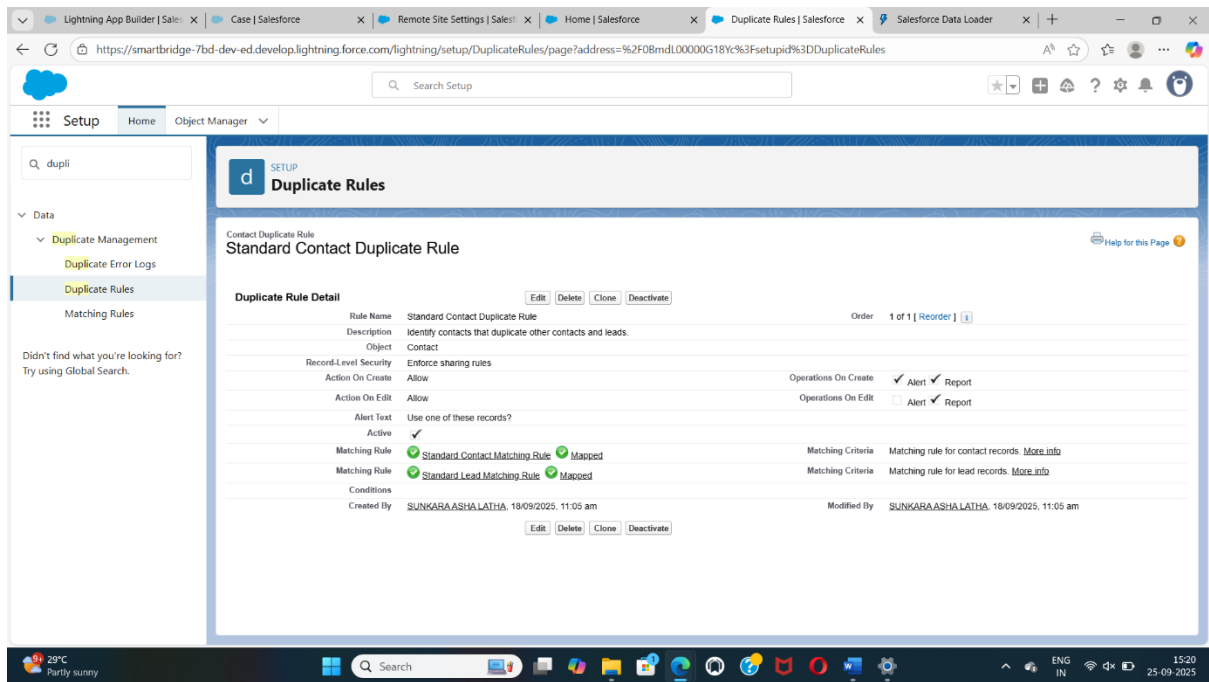 Lightning App Builder | Sales
Case | Salesforce
Remote Site Settings | Salesf
Home | Salesforce
Duplicate Rules | Salesforce
Salesforce Data Loader
https://smartbridge-7bd-dev-ed.develop.lightning.force.com/lightning/setup/DuplicateRules/page?address=%2F0BmdL00000G18Yc%3Fsetupid%3DDuplicateRules
Search Setup
Setup Home Object Manager
dupli
Data
Duplicate Management
Duplicate Error Logs
Duplicate Rules
Matching Rules
Didn't find what you're looking for?
Try using Global Search.
d
SETUP
Duplicate Rules
Contact Duplicate Rule
Standard Contact Duplicate Rule
Help for this Page
Duplicate Rule Detail Edit Delete Clone Deactivate
Rule Name Standard Contact Duplicate Rule Order 1 of 1 [ Reorder ] i
Description Identify contacts that duplicate other contacts and leads.
Object Contact
Record-Level Security Enforce sharing rules
Action On Create Allow Operations On Create Alert Report
Action On Edit Allow Operations On Edit Alert Report
Alert Text Use one of these records?
Active
Matching Rule Standard Contact Matching Rule Mapped Matching Criteria Matching rule for contact records. More info
Matching Rule Standard Lead Matching Rule Mapped Matching Criteria Matching rule for lead records. More info
Conditions
Created By SUNKARA ASHA LATHA, 18/09/2025, 11:05 am Modified By SUNKARA ASHA LATHA, 18/09/2025, 11:05 am
Edit Delete Clone Deactivate
29°C
Partly sunny
Search
ENG
IN
15:20
25-09-2025